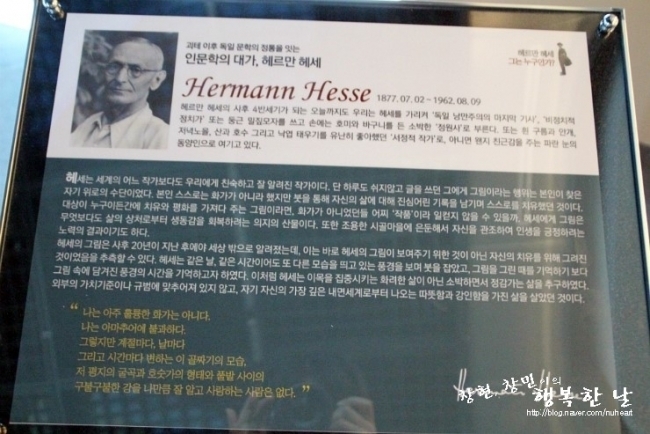 괴테 이후 독일 문학의 정통을 잇는
인문학의 대가, 헤르만 헤세
헤르만 헤세
그는 누구인가?
Hermann Hesse 1877. 07. 02 ~ 1962. 08. 09
헤르만 헤세의 사후 4반세기가 되는 오늘까지도 우리는 헤세를 가리켜 '독일 낭만주의의 마지막 기사', '비정치적
정치가' 또는 둥근 밀짚모자를 쓰고 손에는 호미와 바구니를 든 소박한 '정원사'로 부른다. 또는 흰 구름과 안개,
저녁노을, 산과 호수 그리고 낙엽 태우기를 유난히 좋아했던 '서정적 작가'로, 아니면 왠지 친근감을 주는 파란 눈의
동양인으로 여기고 있다.
헤세는 세계의 어느 작가보다도 우리에게 친숙하고 잘 알려진 작가이다. 단 하루도 쉬지않고 글을 쓰던 그에게 그림이라는 행위는 본인이 찾은
자기 위로의 수단이었다. 본인 스스로는 화가가 아니라 했지만 붓을 통해 자신의 삶에 대해 진심어린 기록을 남기며 스스로를 치유했던 것이다.
대상이 누구이든간에 치유와 평화를 가져다 주는 그림이라면, 화가가 아니었던들 어찌 '작품'이라 일컫지 않을 수 있을까. 헤세에게 그림은
무엇보다도 삶의 상처로부터 생동감을 회복하려는 의지의 산물이다. 또한 조용한 시골마을에 은둔해서 자신을 관조하여 인생을 긍정하려는
노력의 결과이기도 하다.
헤세의 그림은 사후 20년이 지난 후에야 세상 밖으로 알려졌는데, 이는 바로 헤세의 그림이 보여주기 위한 것이 아닌 자신의 치유를 위해 그려진
것이었음을 추측할 수 있다. 헤세는 같은 날, 같은 시간이어도 또 다른 모습을 띄고 있는 풍경을 보며 붓을 잡았고, 그림을 그린 때를 기억하기 보다
그림 속에 담겨진 풍경의 시간을 기억하고자 하였다. 이처럼 헤세는 이목을 집중시키는 화려한 삶이 아닌 소박하면서 정감가는 삶을 추구하였다.
외부의 가치기준이나 규범에 맞추어져 있지 않고, 자기 자신의 가장 깊은 내면세계로부터 나오는 따뜻함과 강인함을 가진 삶을 살았던 것이다.
" 나는 아주 훌륭한 화가는 아니다.
나는 아마추어에 불과하다.
그렇지만 계절마다, 날마다
그리고 시간마다 변하는 이 골짜기의 모습,
저 평지의 굴곡과 호숫가의 형태와 풀밭 사이의
구불구불한 길을 나만큼 잘 알고 사랑하는 사람은 없다. "
창현, 창민이의
행복한 날
http://blog.naver.com/nuheart